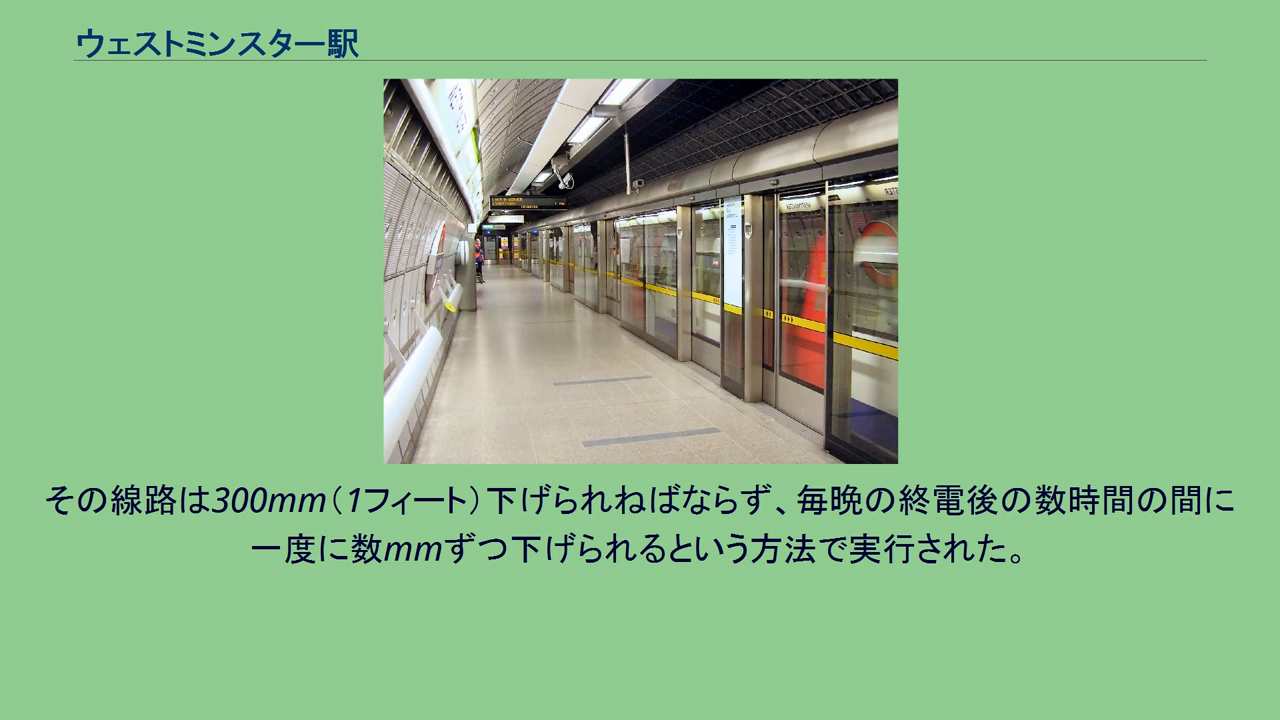 ウェストミンスター駅
その線路は300mm（1フィート）下げられねばならず、毎晩の終電後の数時間の間に
一度に数mmずつ下げられるという方法で実行された。